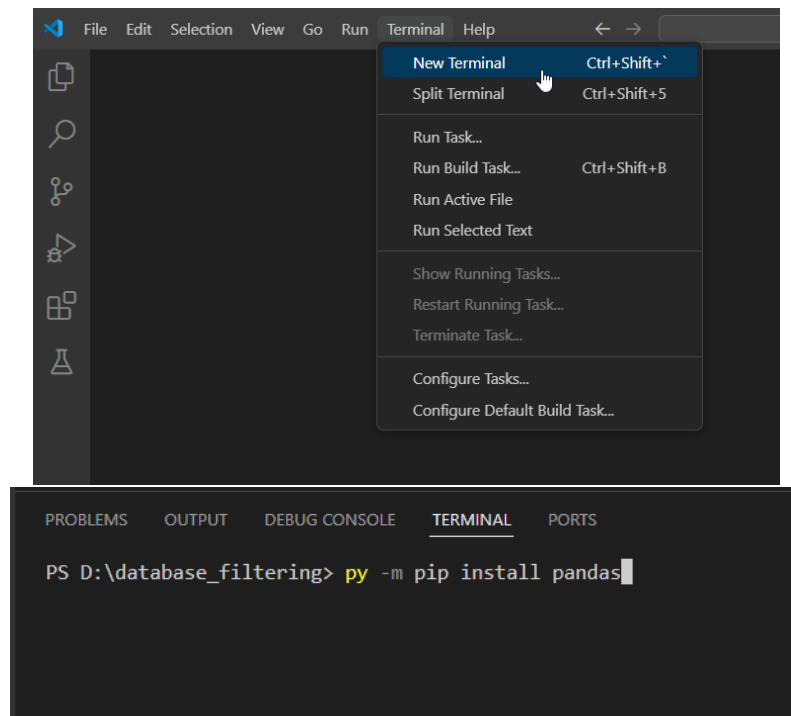 File Edit Selection View Go Run Terminal Help
New Terminal Ctrl+Shift+`
Split Terminal Ctrl+Shift+5
Run Task...
Run Build Task... Ctrl+Shift+B
Run Active File
Run Selected Text
Show Running Tasks...
Restart Running Task...
Terminate Task...
Configure Tasks...
Configure Default Build Task...
PROBLEMS OUTPUT DEBUG CONSOLE TERMINAL PORTS
PS D:\database_filtering> py -m pip install pandas